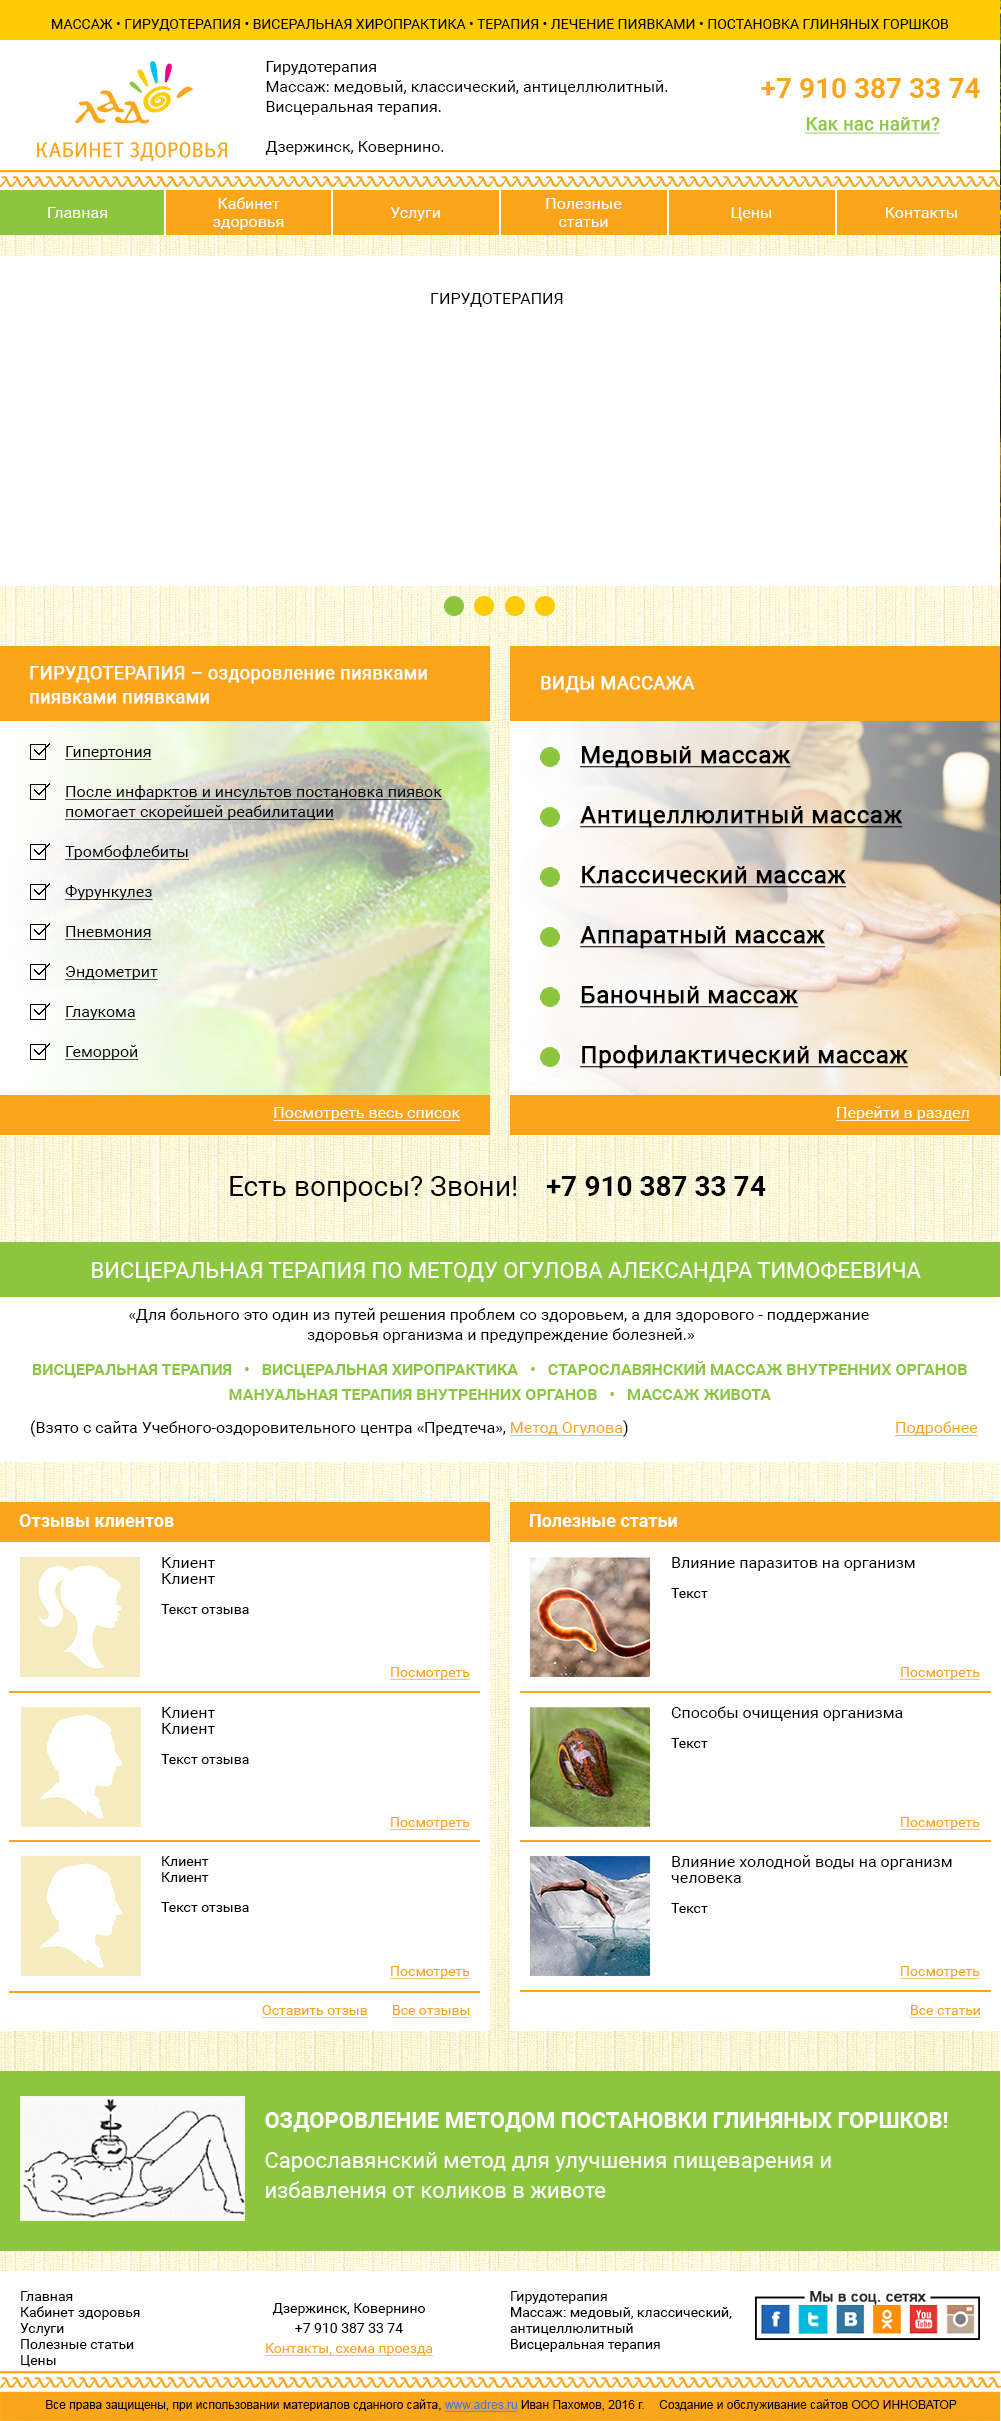 МАССАЖ • ГИРУДОТЕРАПИЯ • ВИСЕРАЛЬНАЯ ХИРОПРАКТИКА • ТЕРАПИЯ • ЛЕЧЕНИЕ ПИЯВКАМИ • ПОСТАНОВКА ГЛИНЯНЫХ ГОРШКОВ
лад
КАБИНЕТ ЗДОРОВЬЯ
Гирудотерапия
Массаж: медовый, классический, антицеллюлитный.
Висцеральная терапия.
Дзержинск, Ковернино.
+7 910 387 33 74
Как нас найти?
Главная
Кабинет
здоровья
Услуги
Полезные
статьи
Цены
Контакты
ГИРУДОТЕРАПИЯ
ГИРУДОТЕРАПИЯ – оздоровление пиявками
пиявками пиявками
Гипертония
После инфарктов и инсультов постановка пиявок
помогает скорейшей реабилитации
Тромбофлебиты
Фурункулез
Пневмония
Эндометрит
Глаукома
Геморрой
Посмотреть весь список
ВИДЫ МАССАЖА
Медовый массаж
Антицеллюлитный массаж
Классический массаж
Аппаратный массаж
Баночный массаж
Профилактический массаж
Перейти в раздел
Есть вопросы? Звони! +7 910 387 33 74
ВИСЦЕРАЛЬНАЯ ТЕРАПИЯ ПО МЕТОДУ ОГУЛОВА АЛЕКСАНДРА ТИМОФЕЕВИЧА
«Для больного это один из путей решения проблем со здоровьем, а для здорового - поддержание
здоровья организма и предупреждение болезней.»
ВИСЦЕРАЛЬНАЯ ТЕРАПИЯ • ВИСЦЕРАЛЬНАЯ ХИРОПРАКТИКА • СТАРОСЛАВЯНСКИЙ МАССАЖ ВНУТРЕННИХ ОРГАНОВ
МАНУАЛЬНАЯ ТЕРАПИЯ ВНУТРЕННИХ ОРГАНОВ • МАССАЖ ЖИВОТА
(Взято с сайта Учебного-оздоровительного центра «Предтеча», Метод Огулова)
Подробнее
Отзывы клиентов
Клиент
Клиент
Текст отзыва
Посмотреть
Клиент
Клиент
Текст отзыва
Посмотреть
Клиент
Клиент
Текст отзыва
Посмотреть
Оставить отзыв Все отзывы
Полезные статьи
Влияние паразитов на организм
Текст
Посмотреть
Способы очищения организма
Текст
Посмотреть
Влияние холодной воды на организм
человека
Текст
Посмотреть
Все статьи
ОЗДОРОВЛЕНИЕ МЕТОДОМ ПОСТАНОВКИ ГЛИНЯНЫХ ГОРШКОВ!
Сарославянский метод для улучшения пищеварения и
избавления от коликов в животе
Главная
Кабинет здоровья
Услуги
Полезные статьи
Цены
Дзержинск, Ковернино
+7 910 387 33 74
Контакты, схема проезда
Гирудотерапия
Массаж: медовый, классический,
антицеллюлитный
Висцеральная терапия
Мы в соц. сетях
f
t
B
You
Tube
Все права защищены, при использовании материалов сданного сайта, www.adres.ru Иван Пахомов, 2016 г. Создание и обслуживание сайтов ООО ИННОВАТОР